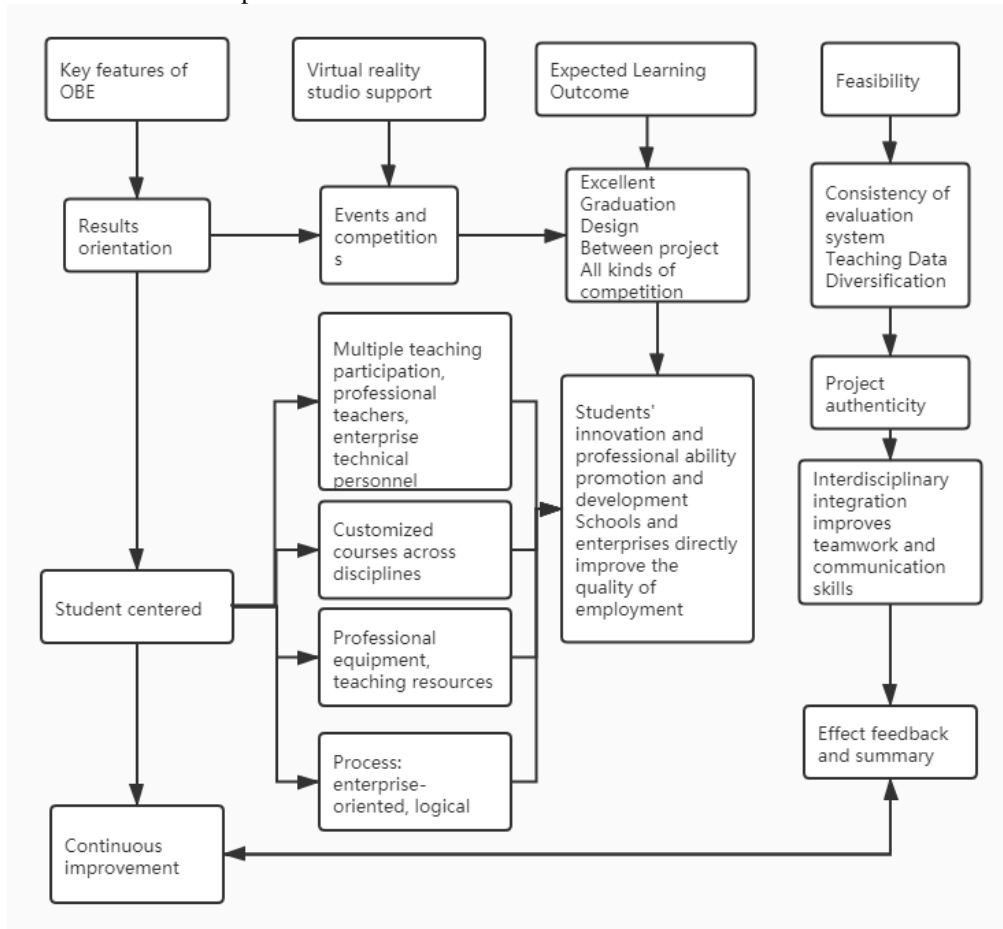 Key features of
OBE
Virtual reality
studio support
Expected Learning
Outcome
Feasibility
Results
orientation
Events and
competition
s
Excellent
Graduation
Design
Between project
All kinds of
competition
Consistency of
evaluation
system
Teaching Data
Diversification
Multiple teaching
participation,
professional
teachers,
enterprise
technical
personnel
Students'
innovation and
professional ability
promotion and
development
Schools and
enterprises directly
improve the
quality of
employment
Project
authenticity
Interdisciplinary
integration
improves
teamwork and
communication
skills
Customized
courses across
disciplines
Student centered
Professional
equipment,
teaching resources
Process:
enterprise-
oriented, logical
Effect feedback
and summary
Continuous
improvement